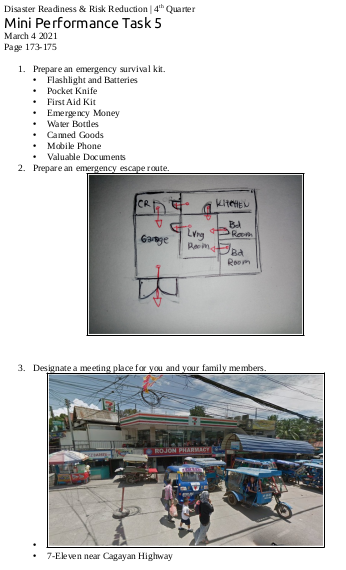 Disaster Readiness & Risk Reduction | 4th Quarter
Mini Performance Task 5
March 4 2021
Page 173-175
1. Prepare an emergency survival kit.
• Flashlight and Batteries
• Pocket Knife
• First Aid Kit
• Emergency Money
• Water Bottles
• Canned Goods
• Mobile Phone
• Valuable Documents
2. Prepare an emergency escape route.
CR
KitcHEN
Garage
Lvng
Room
Bd
Room
Bd
Room
3. Designate a meeting place for you and your family members.
ROJON PHARMACY
• 7-Eleven near Cagayan Highway